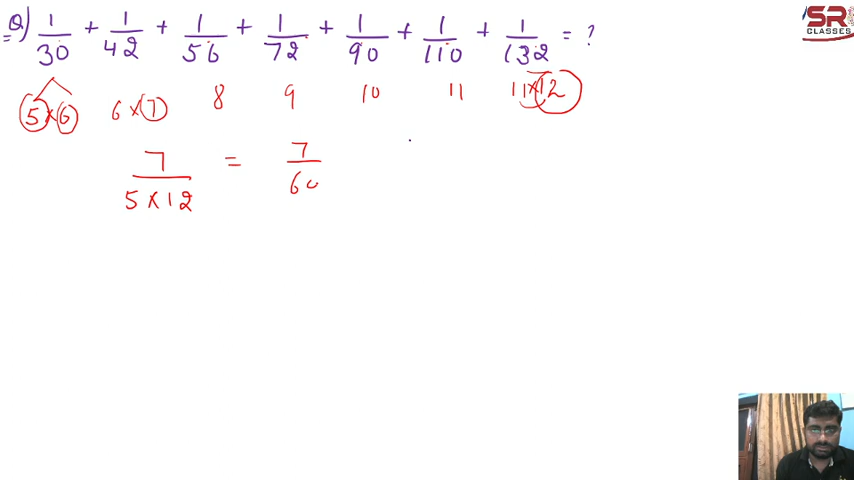 Q) 1/30 + 1/42 + 1/56 + 1/72 + 1/90 + 1/110 + 1/132 = ?
5×6 6×7 8 9 10 11 11×12
7/5×12 = 7/60
SR
CLASSES